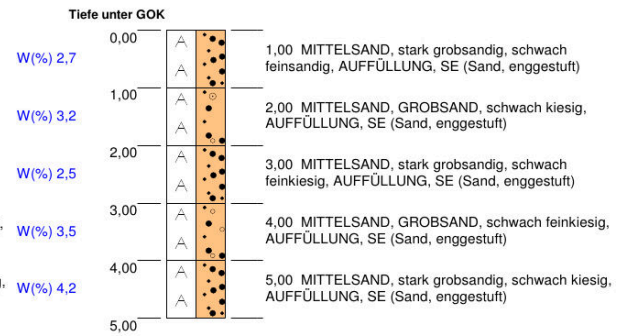 Tiefe unter GOK
0,00
W(%) 2,7
A
A
1,00 MITTELSAND, stark grobsandig, schwach
feinsandig, AUFFÜLLUNG, SE (Sand, enggestuft)
1,00
W(%) 3,2
A
A
2,00 MITTELSAND, GROBSAND, schwach kiesig,
AUFFÜLLUNG, SE (Sand, enggestuft)
2,00
W(%) 2,5
A
A
3,00 MITTELSAND, stark grobsandig, schwach
feinkiesig, AUFFÜLLUNG, SE (Sand, enggestuft)
3,00
W(%) 3,5
A
A
4,00 MITTELSAND, GROBSAND, schwach feinkiesig,
AUFFÜLLUNG, SE (Sand, enggestuft)
4,00
W(%) 4,2
A
A
5,00 MITTELSAND, stark grobsandig, schwach kiesig,
AUFFÜLLUNG, SE (Sand, enggestuft)
5,00